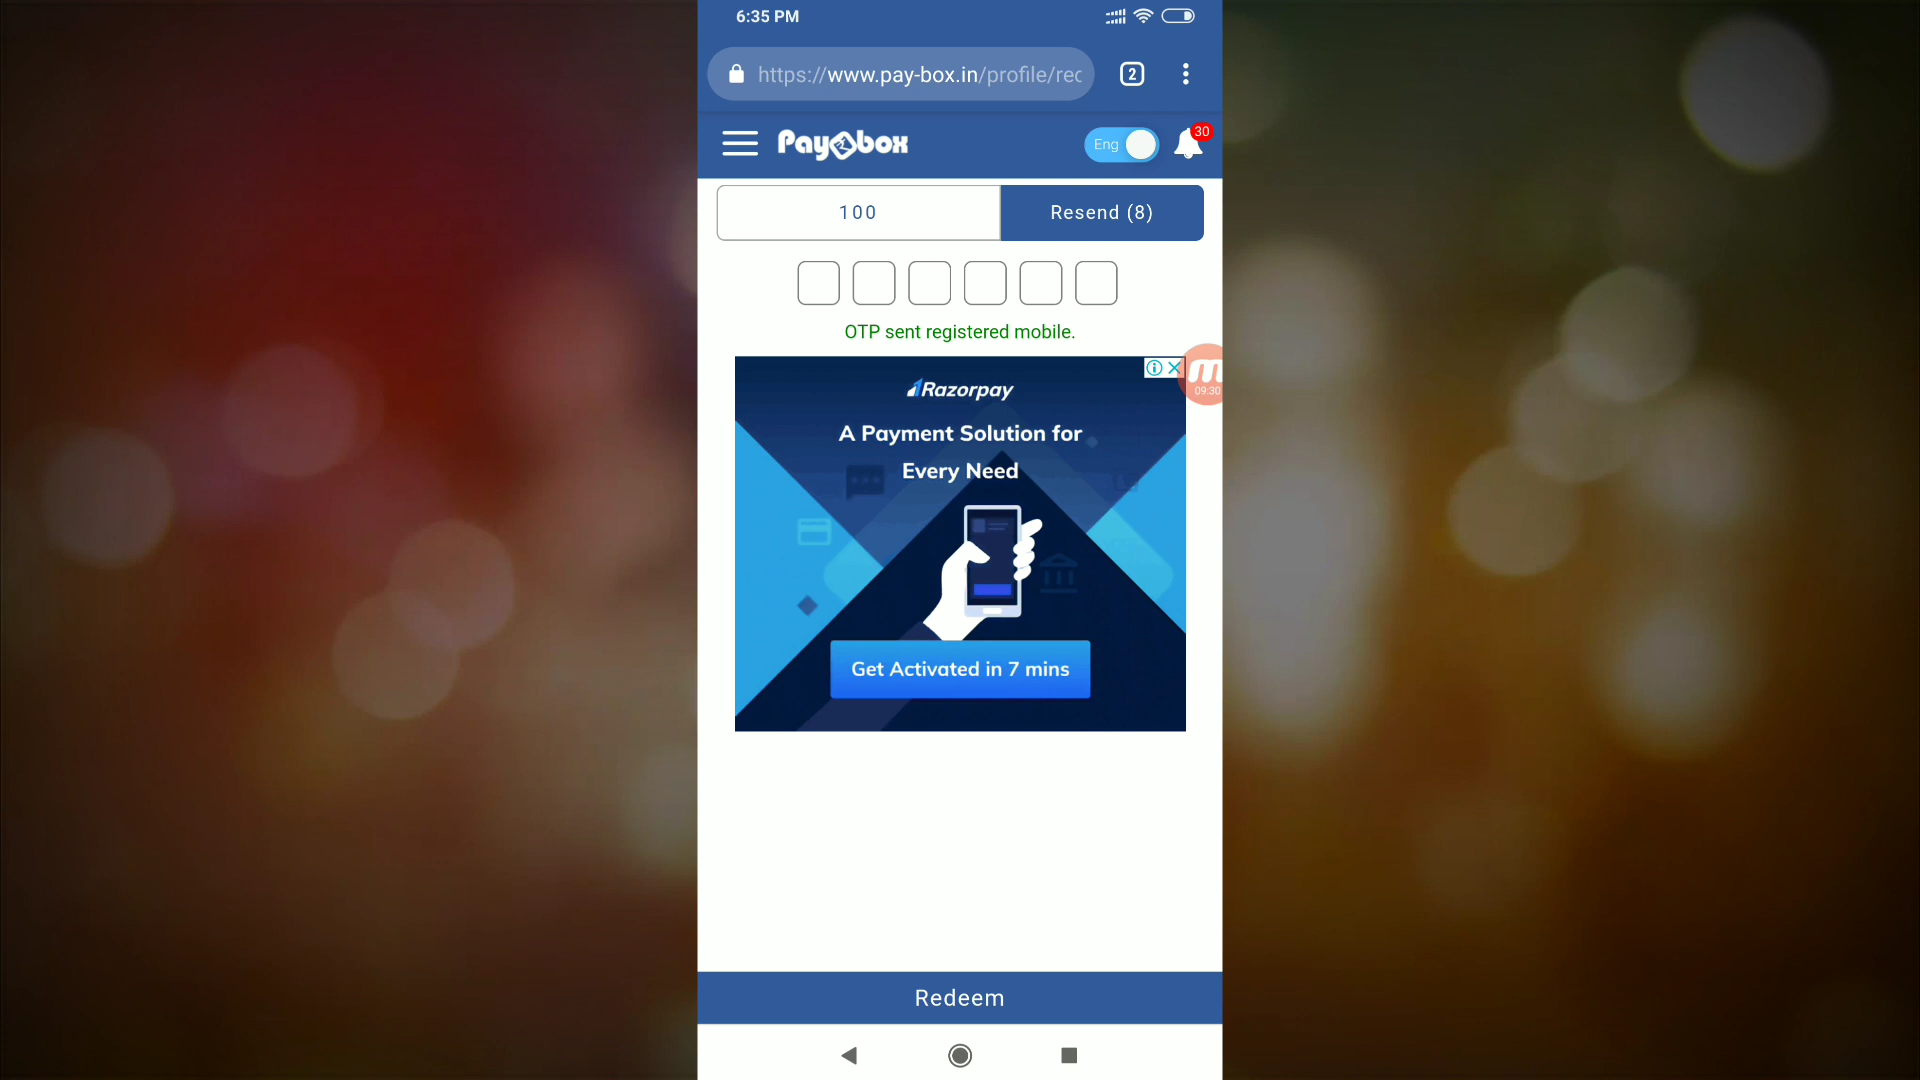 6:35 PM
https://www.pay-box.in/profile/rec
2
Paybox
Eng
30
100
Resend (8)
OTP sent registered mobile.
Razorpay
09:30
A Payment Solution for
Every Need
Get Activated in 7 mins
Redeem